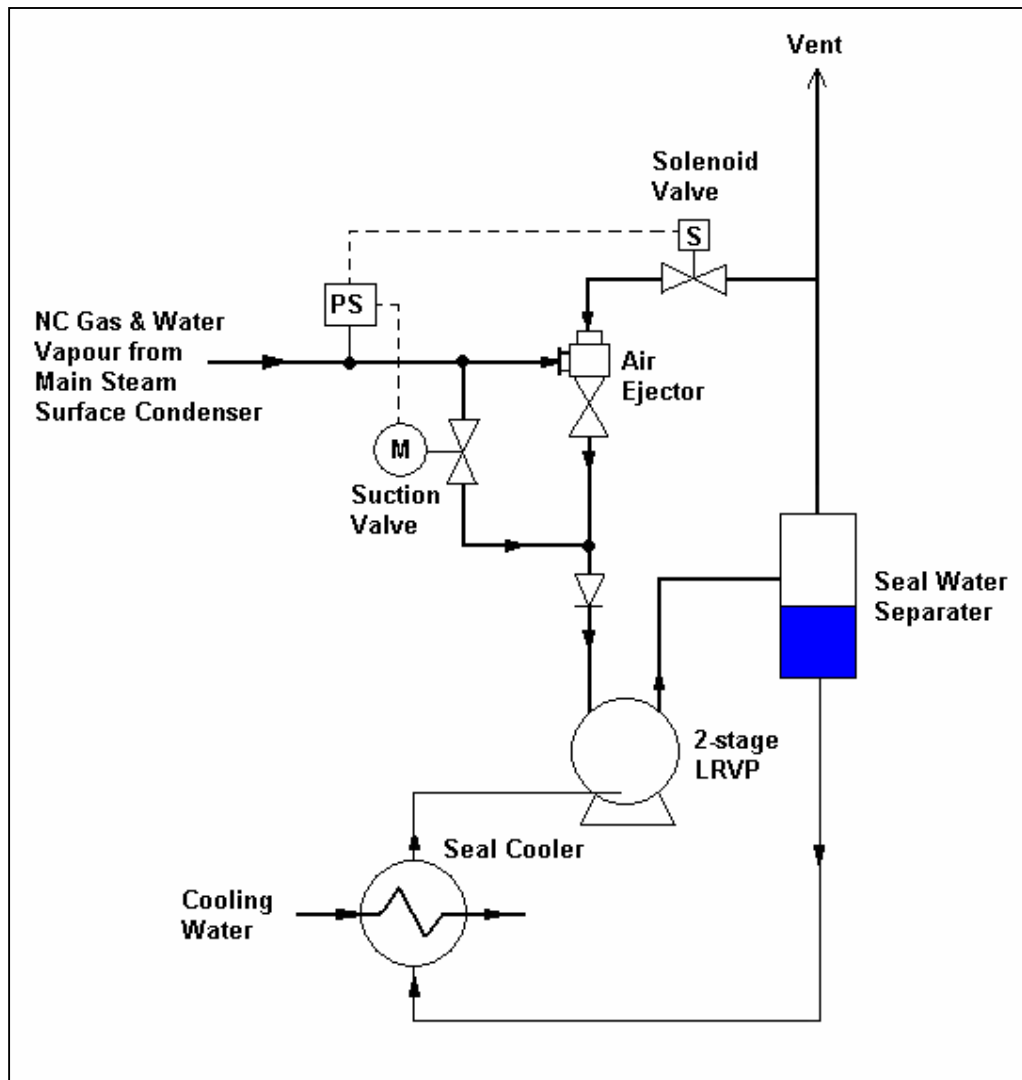 Vent
Solenoid
Valve
S
PS
NC Gas & Water
Vapour from
Main Steam
Surface Condenser
Air
Ejector
M
Suction
Valve
Seal Water
Separater
2-stage
LRVP
Seal Cooler
Cooling
Water